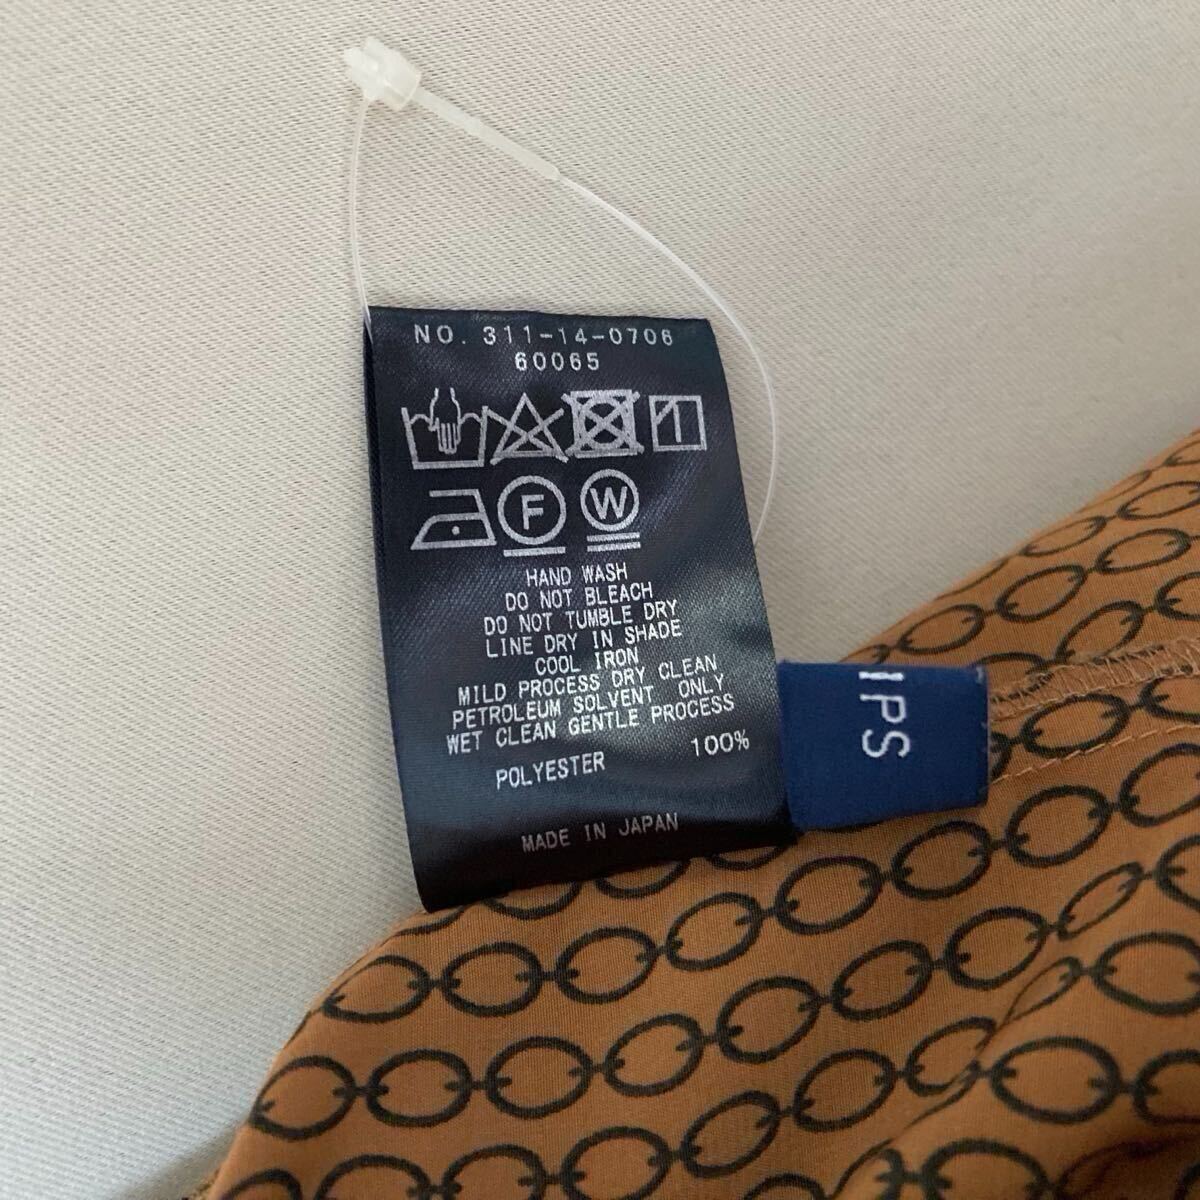 NO. 311-14-0706
60065
F
W
HAND WASH
DO NOT BLEACH
DO NOT TUMBLE DRY
LINE DRY IN SHADE
COOL IRON
MILD PROCESS DRY CLEAN
PETROLEUM SOLVENT ONLY
WET CLEAN GENTLE PROCESS
POLYESTER 100%
MADE IN JAPAN
IPS